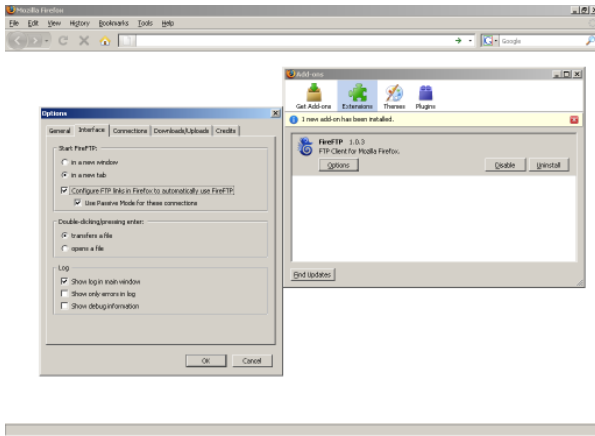 Mozilla Firefox
File Edit View History Bookmarks Tools Help
Google
Add-ons
Get Add-ons Extensions Themes Plugins
1 new add-on has been installed.
FireFTP 1.0.3
FTP Client for Mozilla Firefox.
Options Disable Uninstall
Find Updates
Options
General Interface Connections Downloads/Uploads Credits
Start FireFTP:
in a new window
in a new tab
Configure FTP links in Firefox to automatically use FireFTP
Use Passive Mode for these connections
Double-clicking/pressing enter:
transfers a file
opens a file
Log
Show log in main window
Show only errors in log
Show debug information
OK Cancel